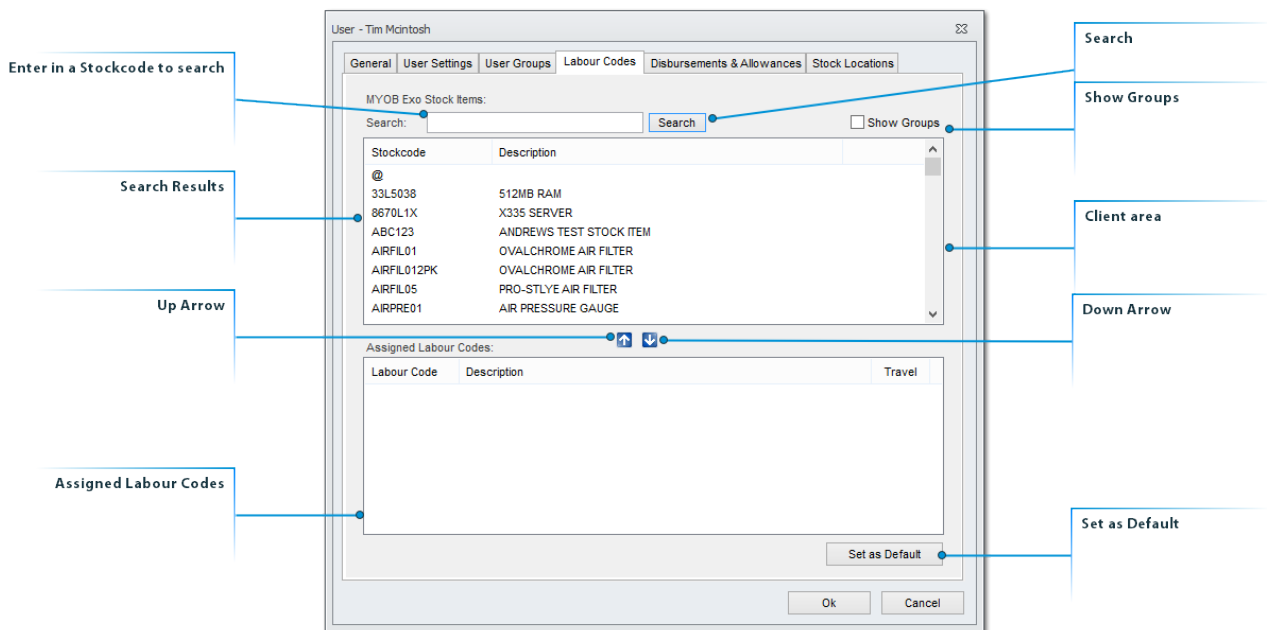 User - Tim Mcintosh
Search
Enter in a Stockcode to search
General User Settings User Groups Labour Codes Disbursements & Allowances Stock Locations
MYOB Exo Stock Items:
Show Groups
Search: Search Show Groups
Stockcode Description
@
Search Results
33L5038 512MB RAM
8670L1X X335 SERVER
Client area
ABC123 ANDREWS TEST STOCK ITEM
AIRFIL01 OVALCHROME AIR FILTER
AIRFIL012PK OVALCHROME AIR FILTER
AIRFIL05 PRO-STLYE AIR FILTER
Up Arrow
AIRPRE01 AIR PRESSURE GAUGE
Down Arrow
Assigned Labour Codes:
Labour Code Description Travel
Assigned Labour Codes
Set as Default
Set as Default
Ok Cancel